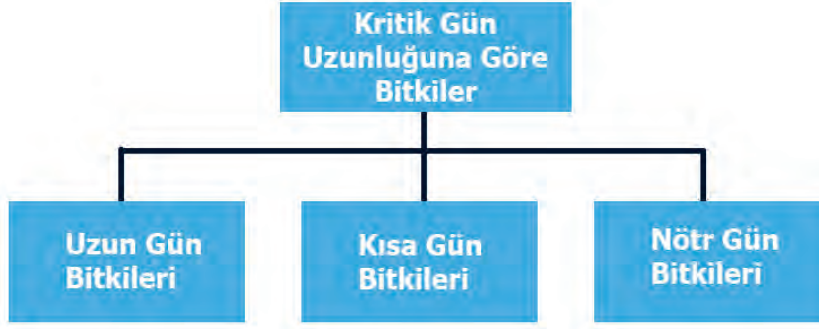 Kritik Gün
Uzunluğuna Göre
Bitkiler
Uzun Gün
Bitkileri
Kısa Gün
Bitkileri
Nötr Gün
Bitkileri